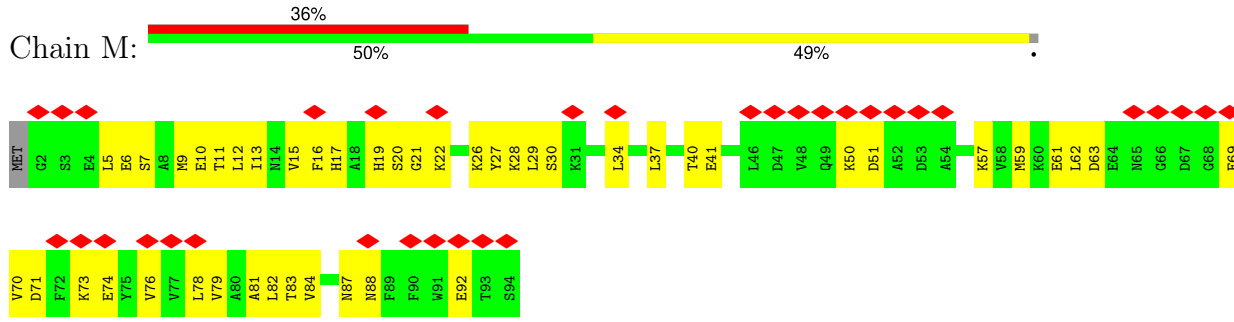 36%
Chain M:
50% 49% •
MET G2 S3 E4 L5 E6 S7 A8 M9 E10 T11 L12 I13 N14 V15 F16 H17 A18 H19 S20 G21 K22 K26 Y27 K28 L29 S30 K31 L34 L37 T40 E41 L46 D47 V48 Q49 K50 D51 A52 D53 A54 K57 V58 M59 K60 E61 L62 D63 E64 N65 G66 D67 G68 E69
V70 D71 F72 K73 E74 Y75 V76 V77 L78 V79 A80 A81 L82 T83 V84 N87 N88 F89 F90 W91 E92 T93 S94